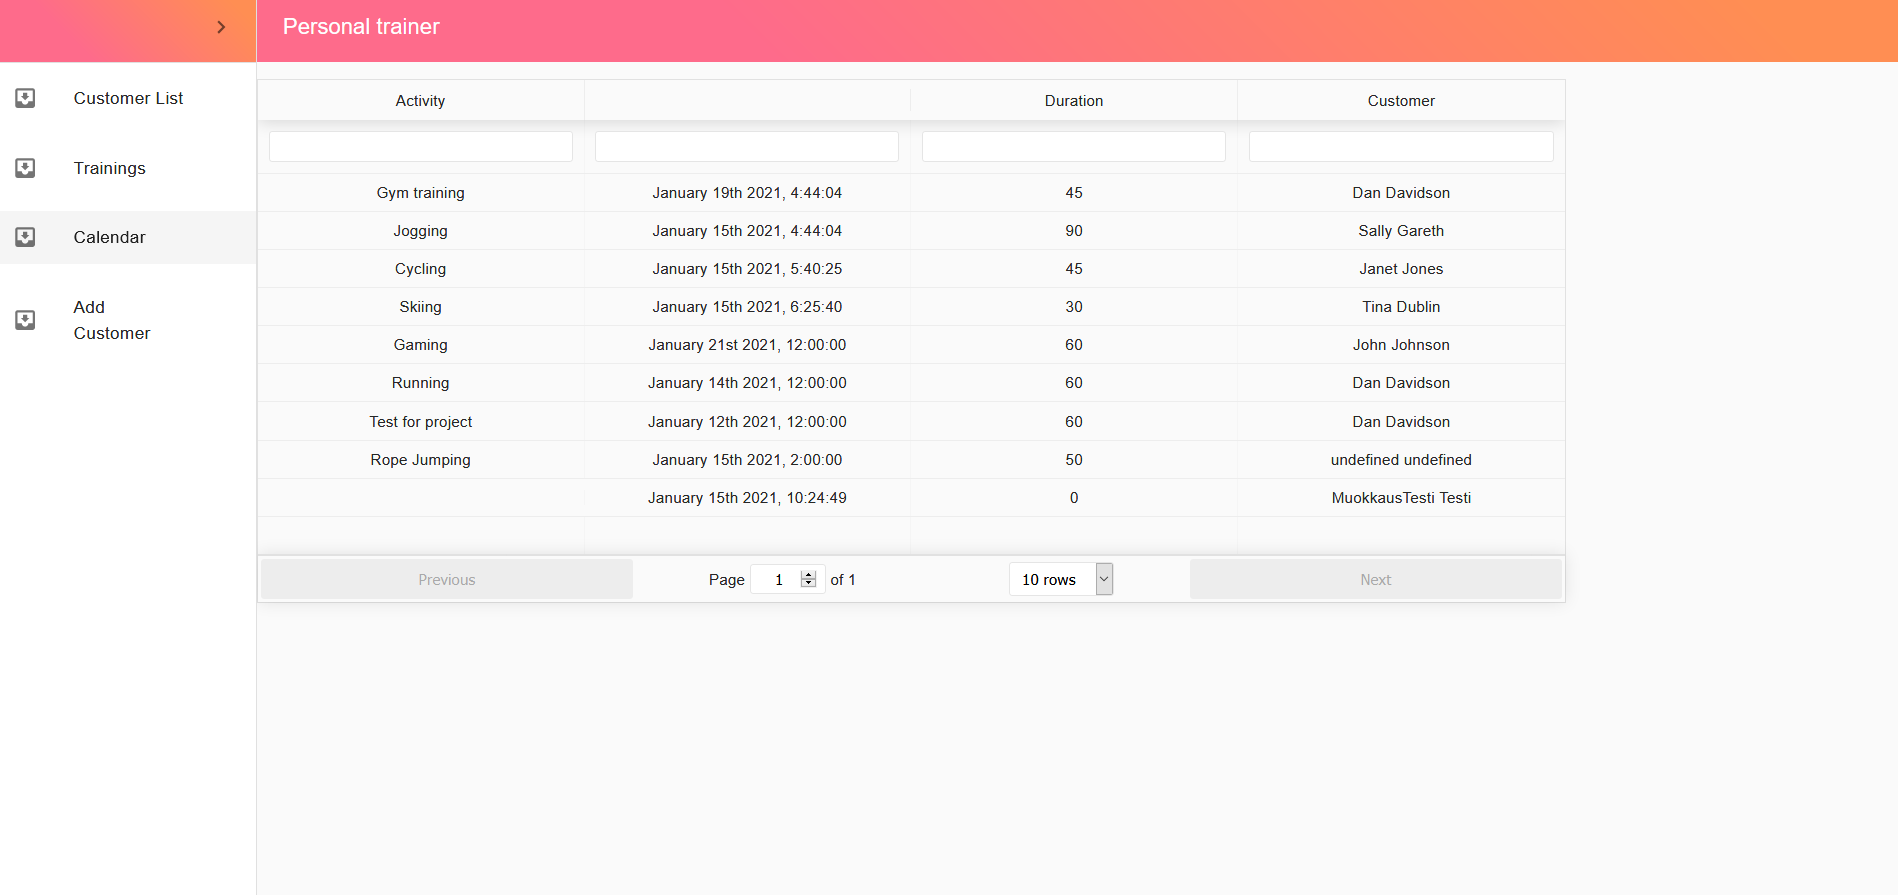 Personal trainer
Customer List
Trainings
Calendar
Add
Customer
Activity Duration Customer
Gym training January 19th 2021, 4:44:04 45 Dan Davidson
Jogging January 15th 2021, 4:44:04 90 Sally Gareth
Cycling January 15th 2021, 5:40:25 45 Janet Jones
Skiing January 15th 2021, 6:25:40 30 Tina Dublin
Gaming January 21st 2021, 12:00:00 60 John Johnson
Running January 14th 2021, 12:00:00 60 Dan Davidson
Test for project January 12th 2021, 12:00:00 60 Dan Davidson
Rope Jumping January 15th 2021, 2:00:00 50 undefined undefined
January 15th 2021, 10:24:49 0 MuokkausTesti Testi
Previous Page 1 of 1 10 rows Next